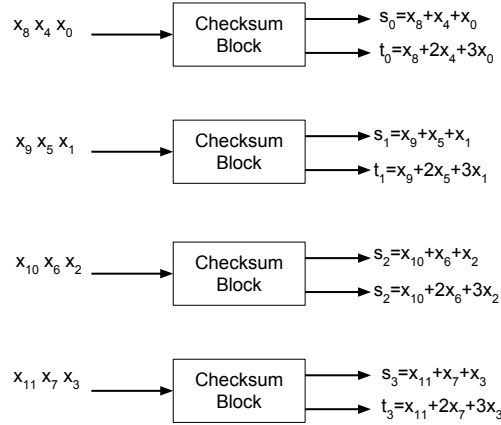 x₈ x₄ x₀
Checksum
Block
s₀=x₈+x₄+x₀
t₀=x₈+2x₄+3x₀
x₉ x₅ x₁
Checksum
Block
s₁=x₉+x₅+x₁
t₁=x₉+2x₅+3x₁
x₁₀ x₆ x₂
Checksum
Block
s₂=x₁₀+x₆+x₂
s₂=x₁₀+2x₆+3x₂
x₁₁ x₇ x₃
Checksum
Block
s₃=x₁₁+x₇+x₃
t₃=x₁₁+2x₇+3x₃